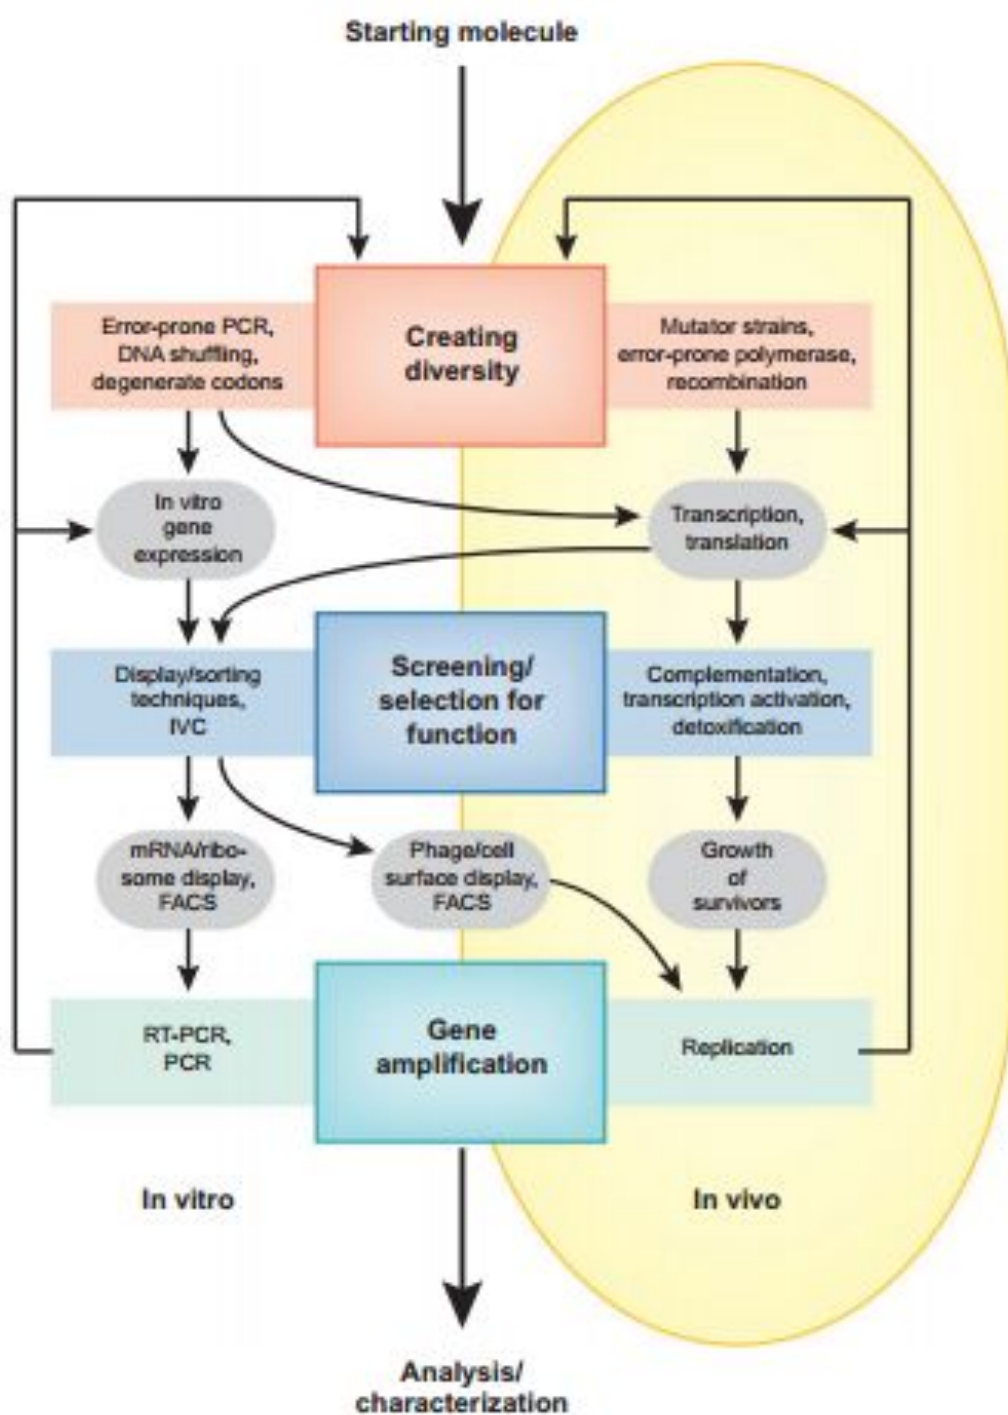 Starting molecule
Error-prone PCR,
DNA shuffling,
degenerate codons
Creating
diversity
Mutator strains,
error-prone polymerase,
recombination
In vitro
gene
expression
Transcription,
translation
Display/sorting
techniques,
IVC
Screening/
selection for
function
Complementation,
transcription activation,
detoxification
mRNA/ribo-
some display,
FACS
Phage/cell
surface display,
FACS
Growth
of
survivors
RT-PCR,
PCR
Gene
amplification
Replication
In vitro
In vivo
Analysis/
characterization